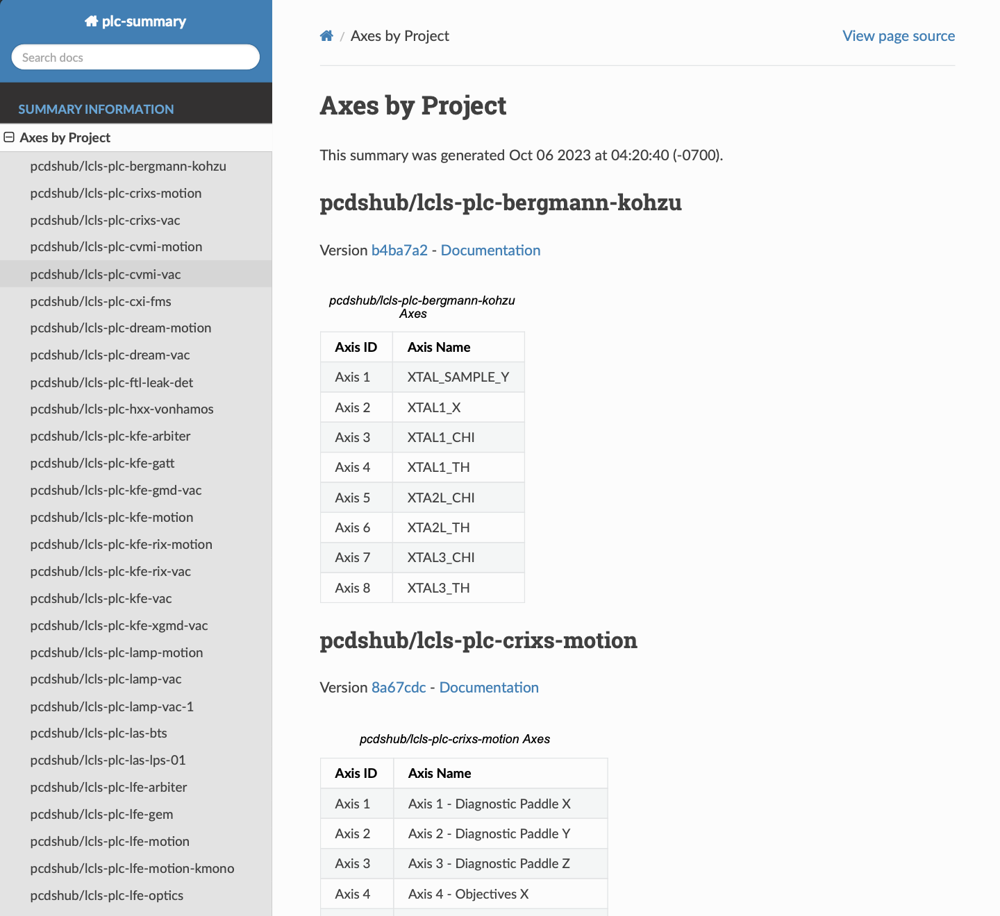 plc-summary
Search docs
SUMMARY INFORMATION
Axes by Project
pcdshub/lcls-plc-bergmann-kohzu
pcdshub/lcls-plc-crixs-motion
pcdshub/lcls-plc-crixs-vac
pcdshub/lcls-plc-cvmi-motion
pcdshub/lcls-plc-cvmi-vac
pcdshub/lcls-plc-cxi-fms
pcdshub/lcls-plc-dream-motion
pcdshub/lcls-plc-dream-vac
pcdshub/lcls-plc-ftl-leak-det
pcdshub/lcls-plc-hxx-vonhamos
pcdshub/lcls-plc-kfe-arbiter
pcdshub/lcls-plc-kfe-gatt
pcdshub/lcls-plc-kfe-gmd-vac
pcdshub/lcls-plc-kfe-motion
pcdshub/lcls-plc-kfe-rix-motion
pcdshub/lcls-plc-kfe-rix-vac
pcdshub/lcls-plc-kfe-vac
pcdshub/lcls-plc-kfe-xgmd-vac
pcdshub/lcls-plc-lamp-motion
pcdshub/lcls-plc-lamp-vac
pcdshub/lcls-plc-lamp-vac-1
pcdshub/lcls-plc-las-bts
pcdshub/lcls-plc-las-lps-01
pcdshub/lcls-plc-lfe-arbiter
pcdshub/lcls-plc-lfe-gem
pcdshub/lcls-plc-lfe-motion
pcdshub/lcls-plc-lfe-motion-kmono
pcdshub/lcls-plc-lfe-optics
/ Axes by Project
View page source
Axes by Project
This summary was generated Oct 06 2023 at 04:20:40 (-0700).
pcdshub/lcls-plc-bergmann-kohzu
Version b4ba7a2 - Documentation
pcdshub/lcls-plc-bergmann-kohzu
Axes
Axis ID Axis Name
Axis 1 XTAL_SAMPLE_Y
Axis 2 XTAL1_X
Axis 3 XTAL1_CHI
Axis 4 XTAL1_TH
Axis 5 XTA2L_CHI
Axis 6 XTA2L_TH
Axis 7 XTAL3_CHI
Axis 8 XTAL3_TH
pcdshub/lcls-plc-crixs-motion
Version 8a67cdc - Documentation
pcdshub/lcls-plc-crixs-motion Axes
Axis ID Axis Name
Axis 1 Axis 1 - Diagnostic Paddle X
Axis 2 Axis 2 - Diagnostic Paddle Y
Axis 3 Axis 3 - Diagnostic Paddle Z
Axis 4 Axis 4 - Objectives X